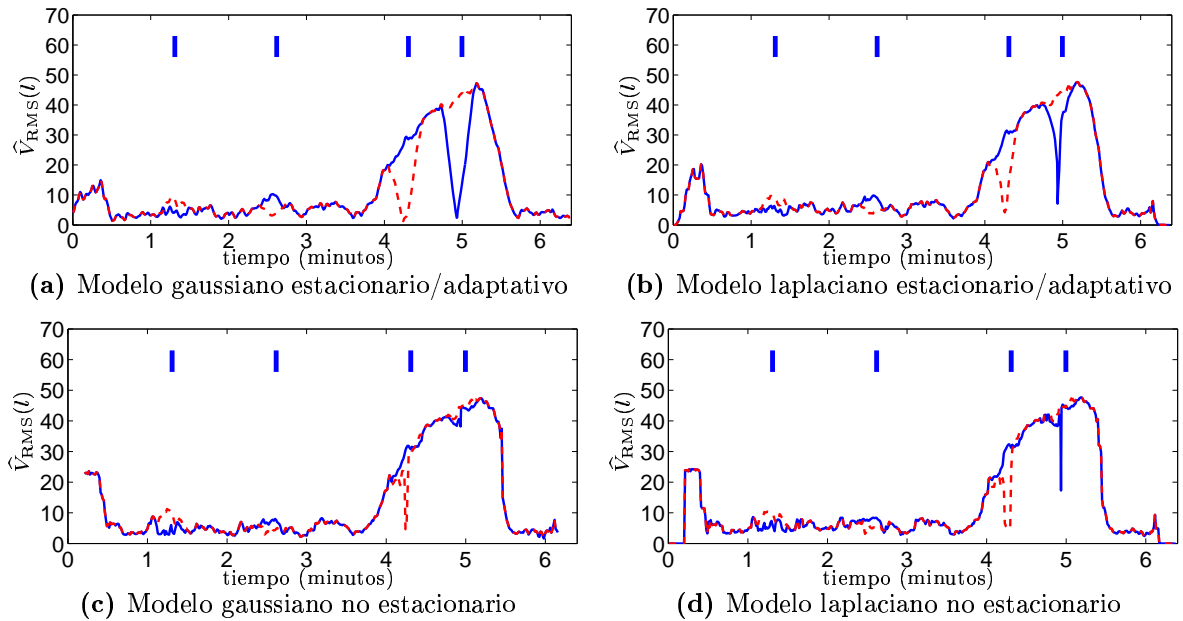 70
60
50
40
30
20
10
0
V̂RMS(l)
0 1 2 3 4 5 6
tiempo (minutos)
(a) Modelo gaussiano estacionario/adaptativo
70
60
50
40
30
20
10
0
V̂RMS(l)
0 1 2 3 4 5 6
tiempo (minutos)
(b) Modelo laplaciano estacionario/adaptativo
70
60
50
40
30
20
10
0
V̂RMS(l)
0 1 2 3 4 5 6
tiempo (minutos)
(c) Modelo gaussiano no estacionario
70
60
50
40
30
20
10
0
V̂RMS(l)
0 1 2 3 4 5 6
tiempo (minutos)
(d) Modelo laplaciano no estacionario